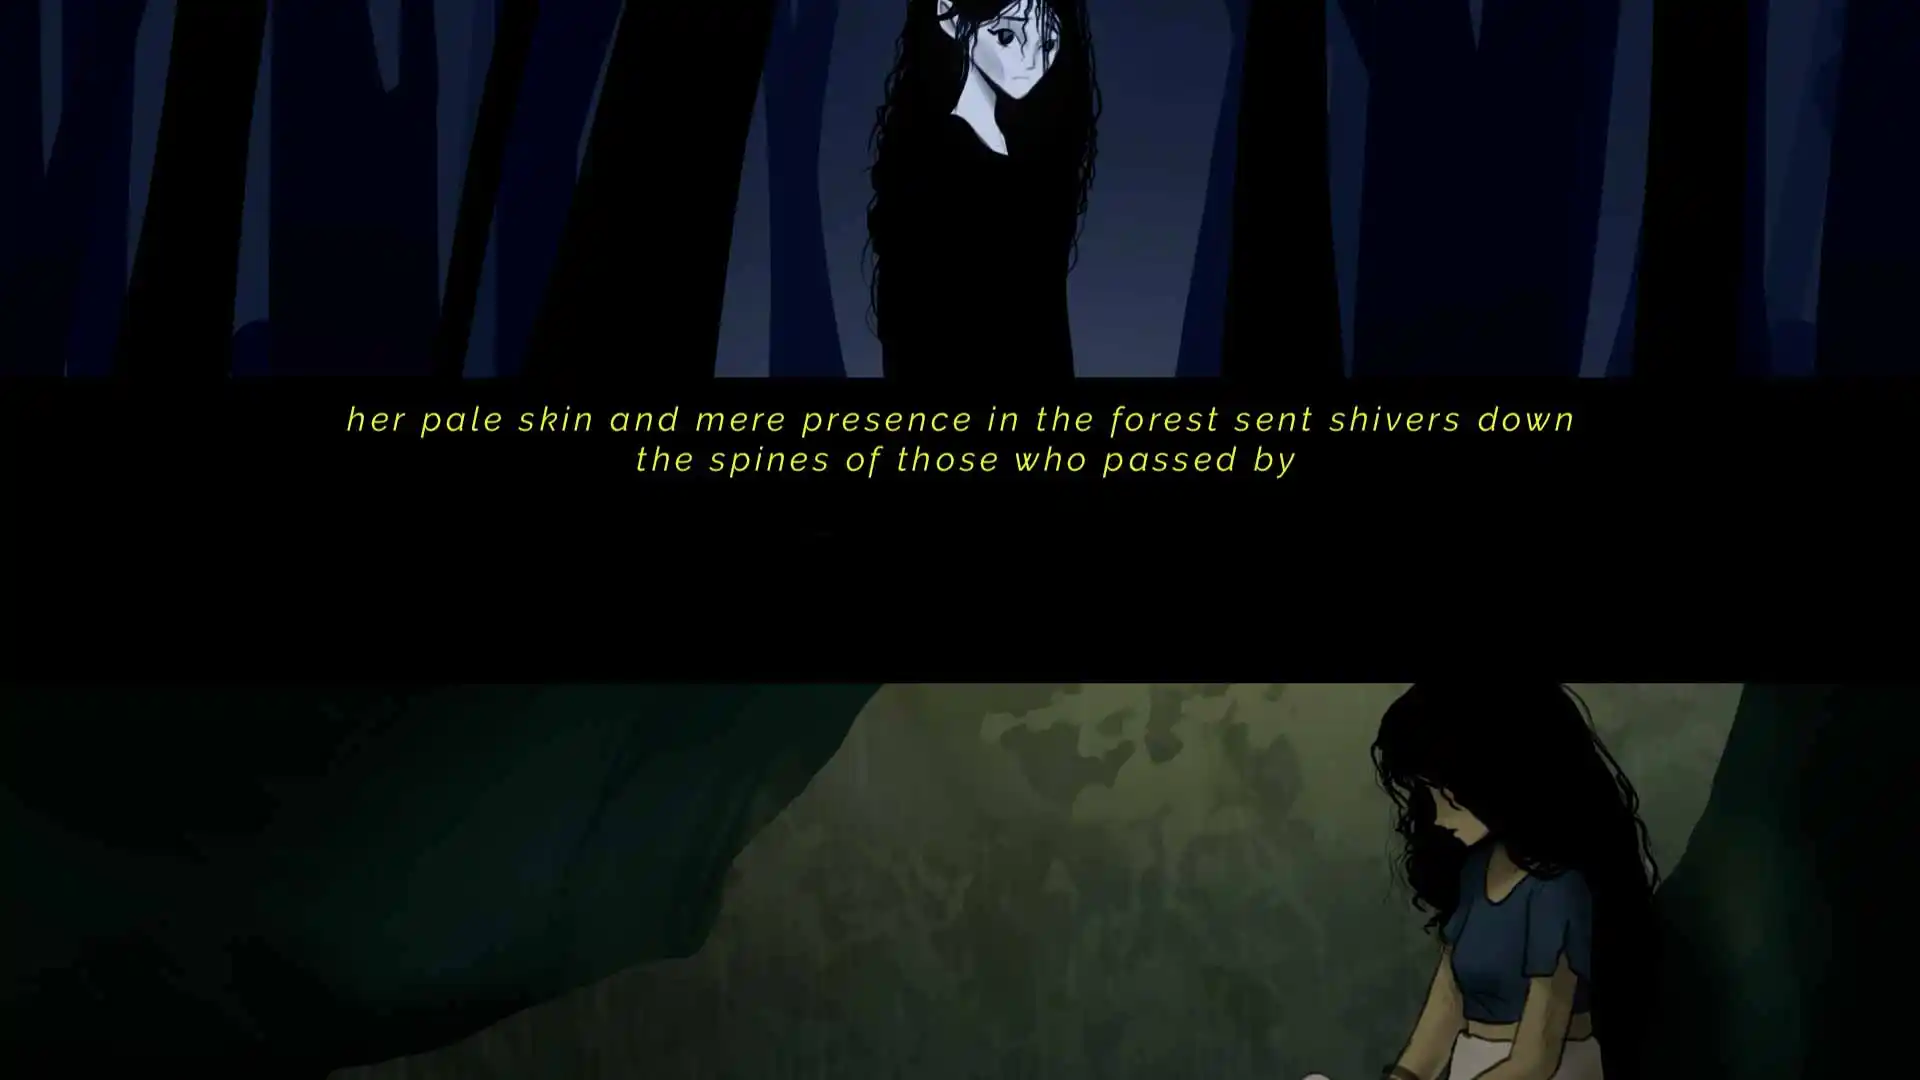 her pale skin and mere presence in the forest sent shivers down
the spines of those who passed by